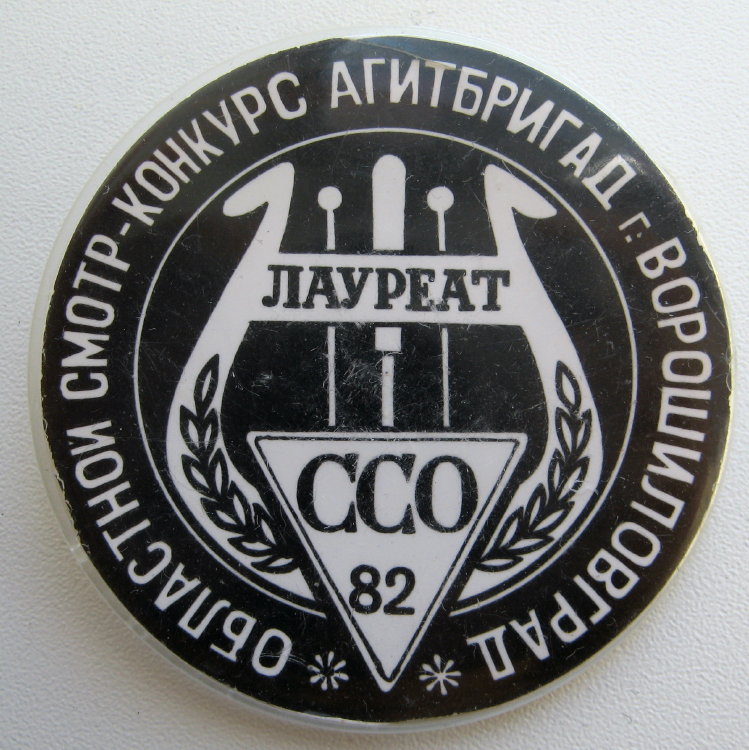 ОБЛАСТНОЙ СМОТР-КОНКУРС АГИТБРИГАД г. ВОРОШИЛОВГРАД
ЛАУРЕАТ
ССО
82